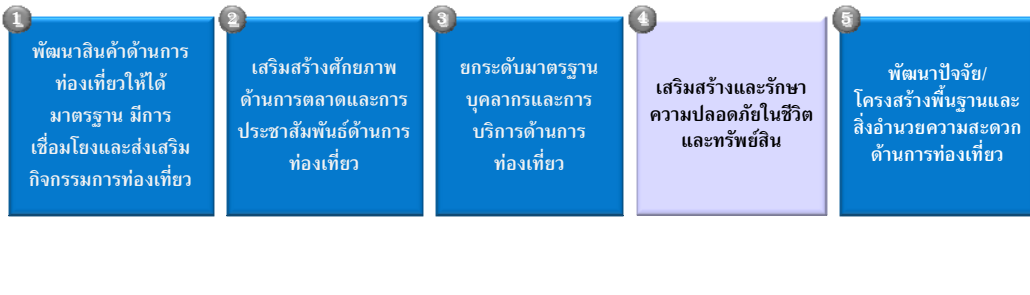 1
พัฒนาสินค้าด้านการ
ท่องเที่ยวให้ได้
มาตรฐาน มีการ
เชื่อมโยงและส่งเสริม
กิจกรรมการท่องเที่ยว
2
เสริมสร้างศักยภาพ
ด้านการตลาดและการ
ประชาสัมพันธ์ด้านการ
ท่องเที่ยว
3
ยกระดับมาตรฐาน
บุคลากรและการ
บริการด้านการ
ท่องเที่ยว
4
เสริมสร้างและรักษา
ความปลอดภัยในชีวิต
และทรัพย์สิน
5
พัฒนาปัจจัย/
โครงสร้างพื้นฐานและ
สิ่งอำนวยความสะดวก
ด้านการท่องเที่ยว